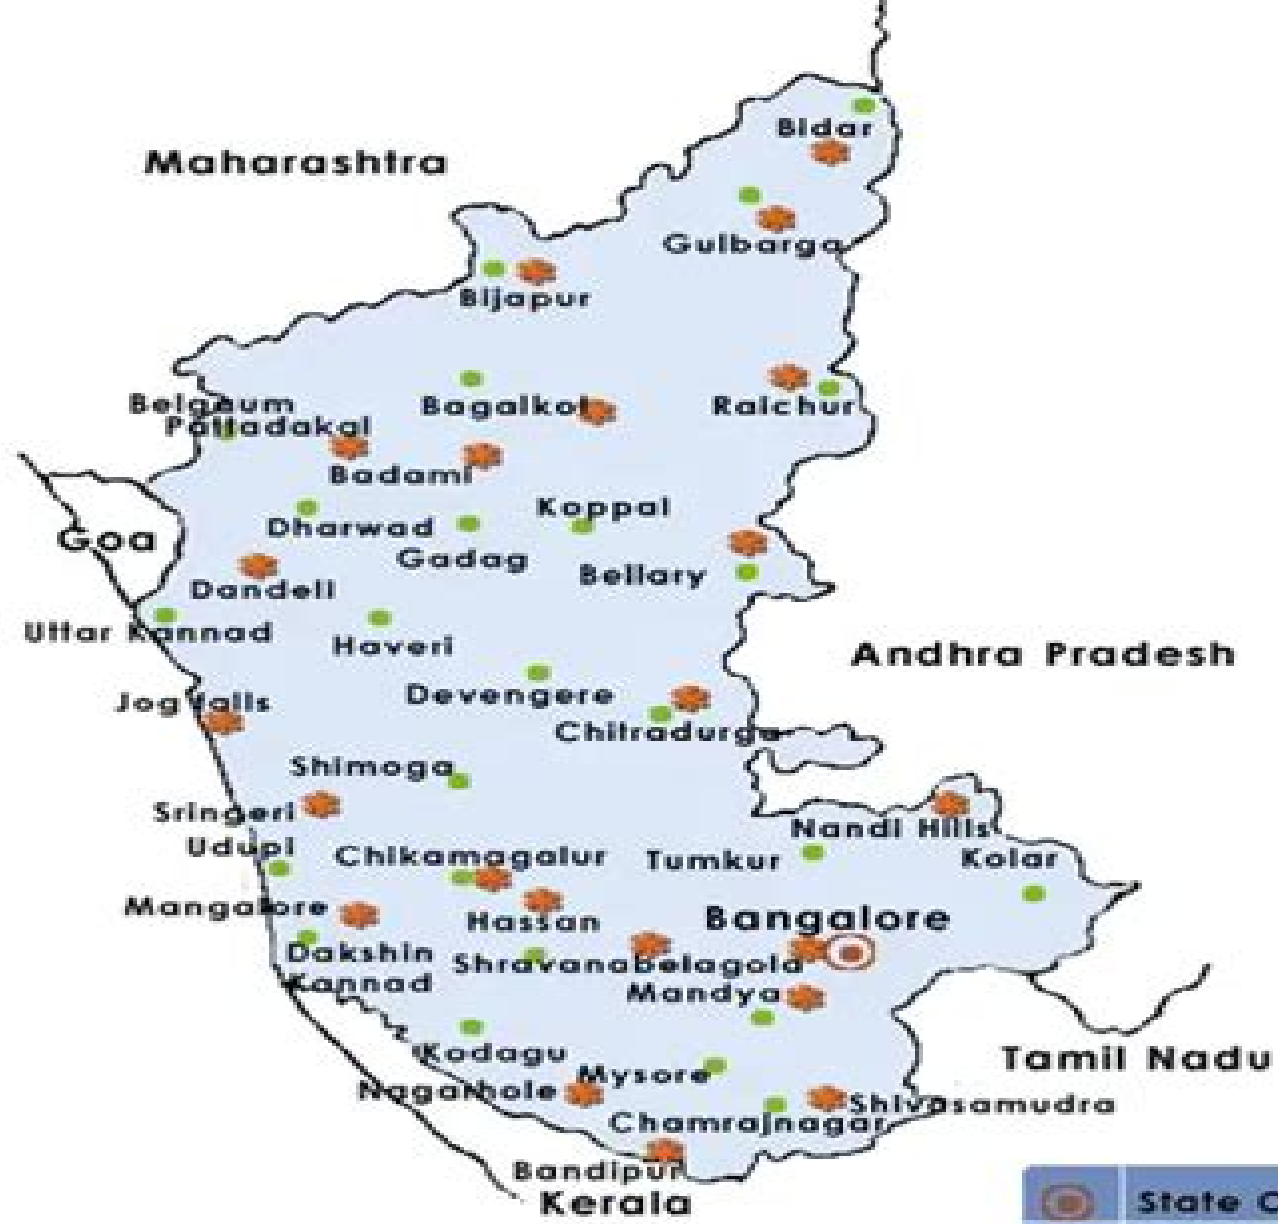 Bidar
Maharashtra
Gulbarga
Bijapur
Belgaum
Bagalkot
Raichur
Pattadakal
Badami
Koppal
Dharwad
Goa
Gadag
Bellary
Dandeli
Uttar Kannad
Haveri
Andhra Pradesh
Devengere
Jog falls
Chitradurga
Shimoga
Sringeri
Nandi Hills
Udupi
Chikamagalur
Tumkur
Kolar
Mangalore
Hassan
Bangalore
Dakshin
Kannad
Shravanabelagola
Mandya
Kodagu
Tamil Nadu
Mysore
Nagarhole
Shivasamudra
Chamrajnagar
Bandipur
Kerala
State C